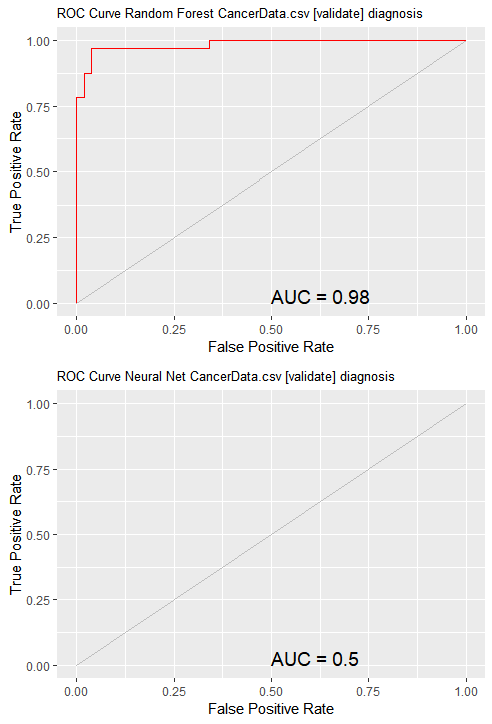 ROC Curve Random Forest CancerData.csv [validate] diagnosis
1.00
0.75
0.50
0.25
0.00
True Positive Rate
AUC = 0.98
0.00 0.25 0.50 0.75 1.00
False Positive Rate
ROC Curve Neural Net CancerData.csv [validate] diagnosis
1.00
0.75
0.50
0.25
0.00
True Positive Rate
AUC = 0.5
0.00 0.25 0.50 0.75 1.00
False Positive Rate